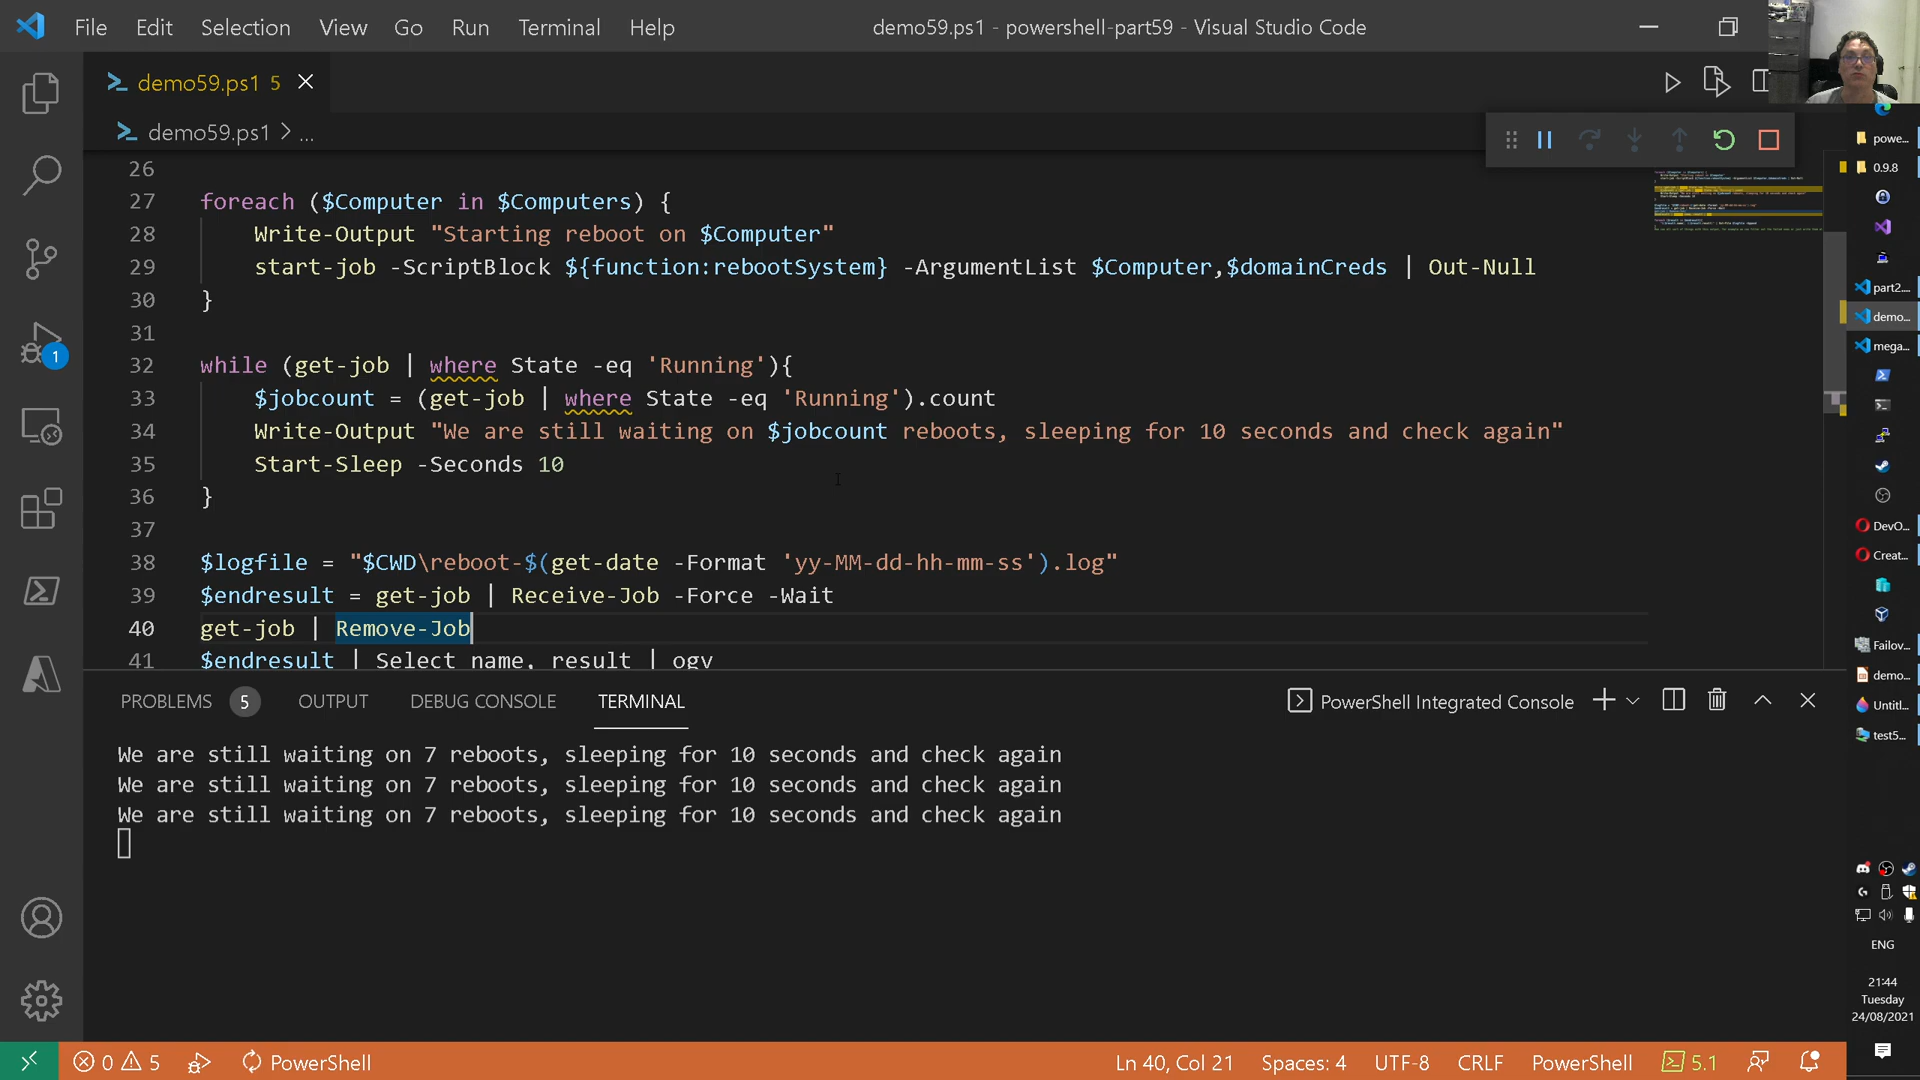 File Edit Selection View Go Run Terminal Help
demo59.ps1 - powershell-part59 - Visual Studio Code
demo59.ps1 5
demo59.ps1 > ...
26
27 foreach ($Computer in $Computers) {
28 Write-Output "Starting reboot on $Computer"
29 start-job -ScriptBlock ${function:rebootSystem} -ArgumentList $Computer,$domainCreds | Out-Null
30 }
31
32 while (get-job | where State -eq 'Running'){
33 $jobcount = (get-job | where State -eq 'Running').count
34 Write-Output "We are still waiting on $jobcount reboots, sleeping for 10 seconds and check again"
35 Start-Sleep -Seconds 10
36 }
37
38 $logfile = "$CWD\reboot-$(get-date -Format 'yy-MM-dd-hh-mm-ss').log"
39 $endresult = get-job | Receive-Job -Force -Wait
40 get-job | Remove-Job
41 $endresult | Select name, result | ogv
1
PROBLEMS 5 OUTPUT DEBUG CONSOLE TERMINAL
PowerShell Integrated Console
We are still waiting on 7 reboots, sleeping for 10 seconds and check again
We are still waiting on 7 reboots, sleeping for 10 seconds and check again
We are still waiting on 7 reboots, sleeping for 10 seconds and check again
0 5 PowerShell
Ln 40, Col 21 Spaces: 4 UTF-8 CRLF PowerShell 5.1
powe...
0.9.8
part2....
demo...
mega...
DevO...
Creat...
Failov...
demo...
Untitl...
test5...
ENG
21:44
Tuesday
24/08/2021